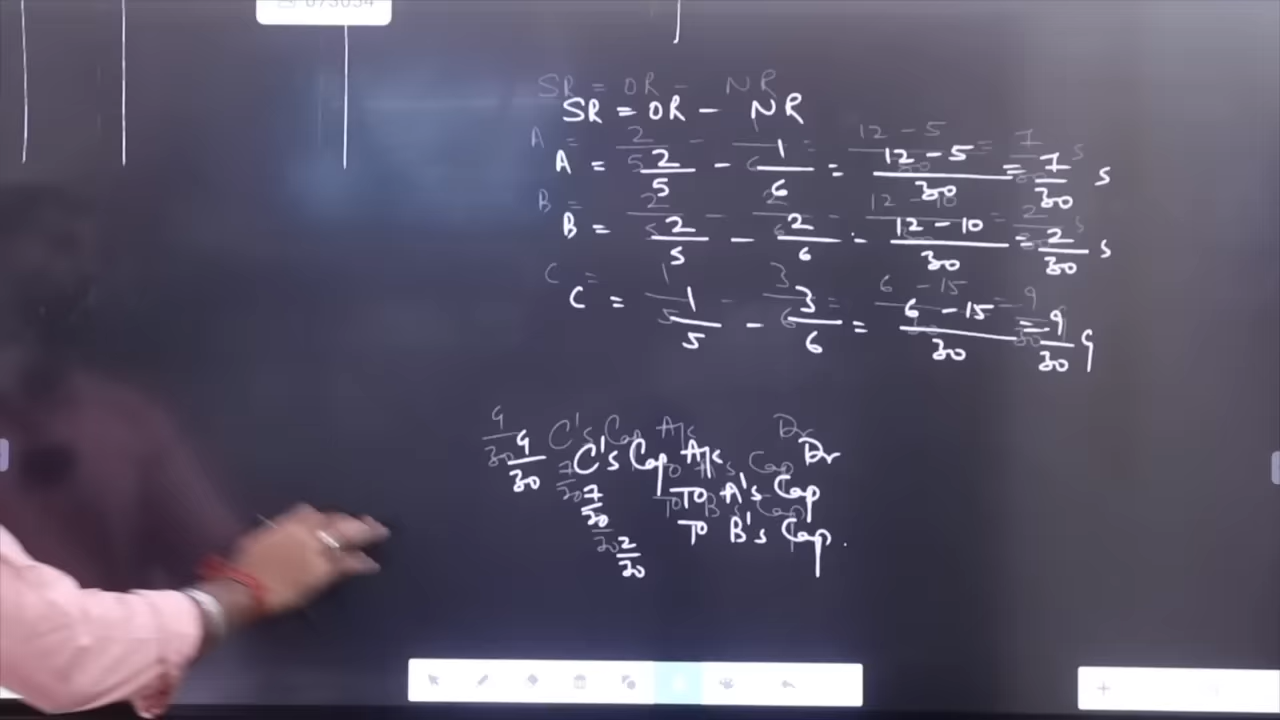 SR = OR - NR
A = 2/5 - 1/6 = 12 - 5/30 = 7/30 s
B = 2/5 - 2/6 = 12 - 10/30 = 2/30 s
C = 1/5 - 3/6 = 6 - 15/30 = -9/30 g
9/30 C's Cap A/c Dr
7/30 To A's Cap
2/30 To B's Cap.